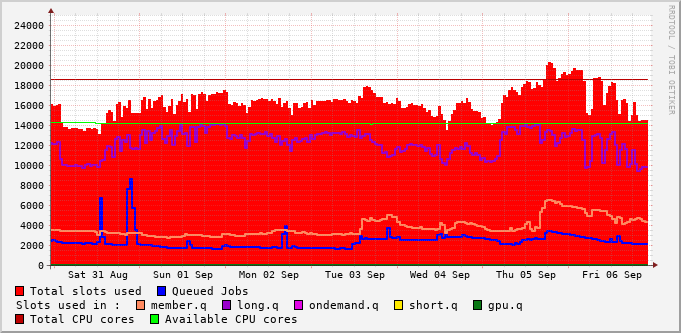 24000
22000
20000
18000
16000
14000
12000
10000
8000
6000
4000
2000
0
Sat 31 Aug Sun 01 Sep Mon 02 Sep Tue 03 Sep Wed 04 Sep Thu 05 Sep Fri 06 Sep
Total slots used Queued Jobs
Slots used in : member.q long.q ondemand.q short.q gpu.q
Total CPU cores Available CPU cores
RRDTOOL / TOBI OETIKER